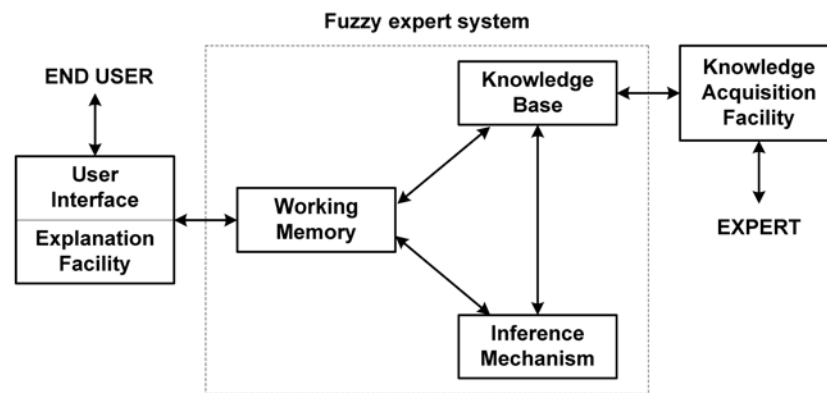 Fuzzy expert system
END USER
User
Interface
Explanation
Facility
Working
Memory
Knowledge
Base
Inference
Mechanism
Knowledge
Acquisition
Facility
EXPERT